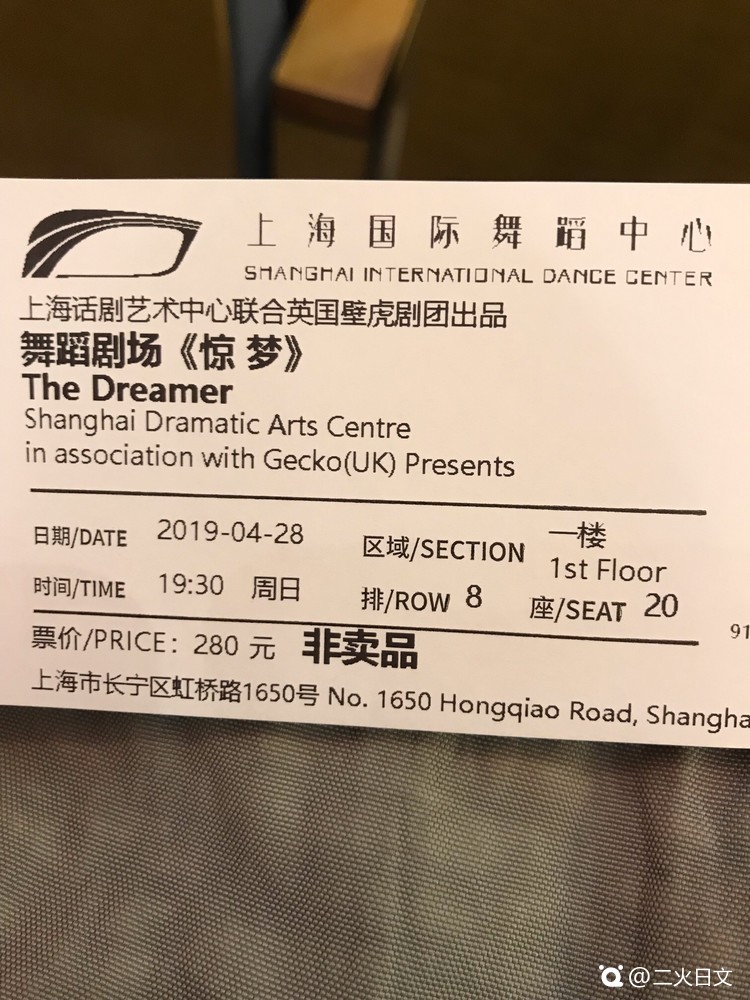 上海国际舞蹈中心
SHANGHAI INTERNATIONAL DANCE CENTER
上海话剧艺术中心联合英国壁虎剧团出品
舞蹈剧场《惊 梦》
The Dreamer
Shanghai Dramatic Arts Centre
in association with Gecko(UK) Presents
日期/DATE 2019-04-28 区域/SECTION 一楼
1st Floor
时间/TIME 19:30 周日 排/ROW 8 座/SEAT 20
91
票价/PRICE: 280 元 非卖品
上海市长宁区虹桥路1650号 No. 1650 Hongqiao Road, Shangha
@二火日文